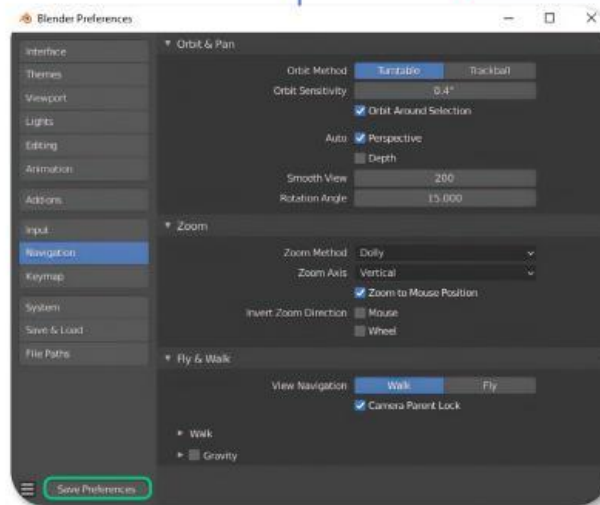 Blender Preferences
Interface
Themes
Viewport
Lights
Editing
Animation
Add-ons
Input
Navigation
Keymap
System
Save & Load
File Paths
Save Preferences
Orbit & Pan
Orbit Method Turntable Trackball
Orbit Sensitivity 0.4°
Orbit Around Selection
Auto Perspective
Depth
Smooth View 200
Rotation Angle 15.000
Zoom
Zoom Method Dolly
Zoom Axis Vertical
Zoom to Mouse Position
Invert Zoom Direction Mouse
Wheel
Fly & Walk
View Navigation Walk Fly
Camera Parent Lock
Walk
Gravity